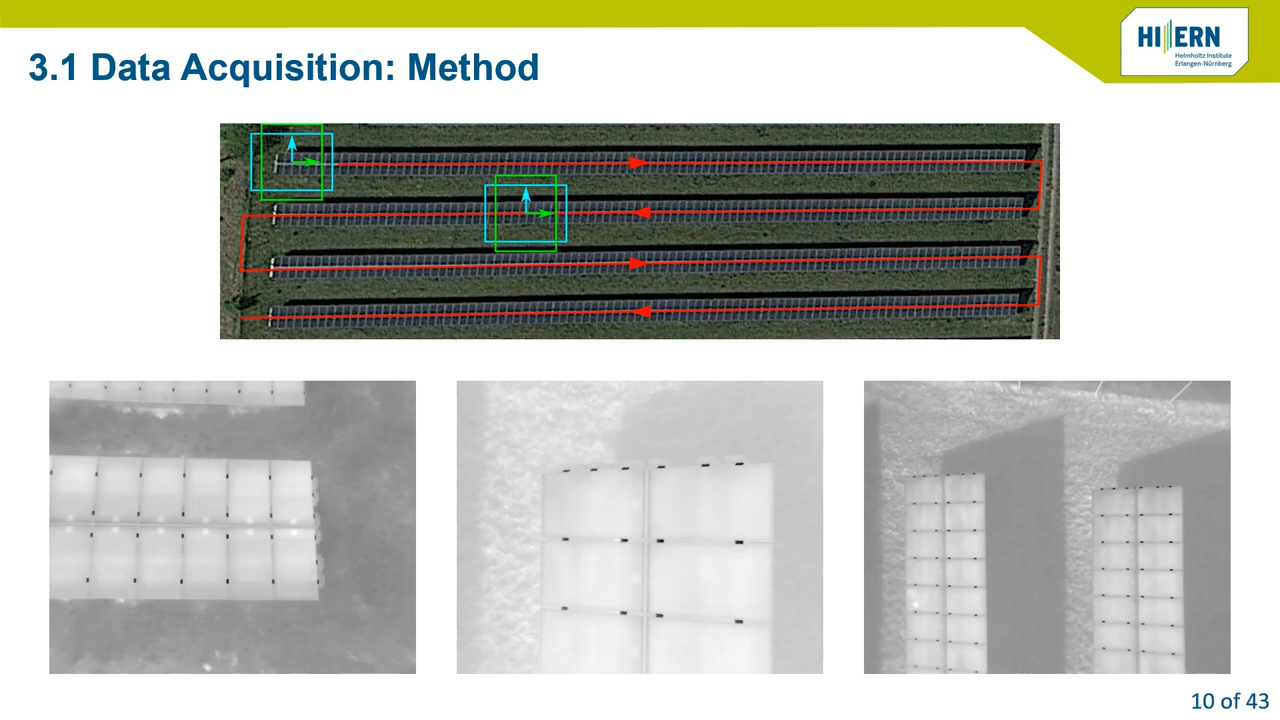 HI ERN
Helmholtz Institute
Erlangen-Nürnberg
3.1 Data Acquisition: Method
10 of 43